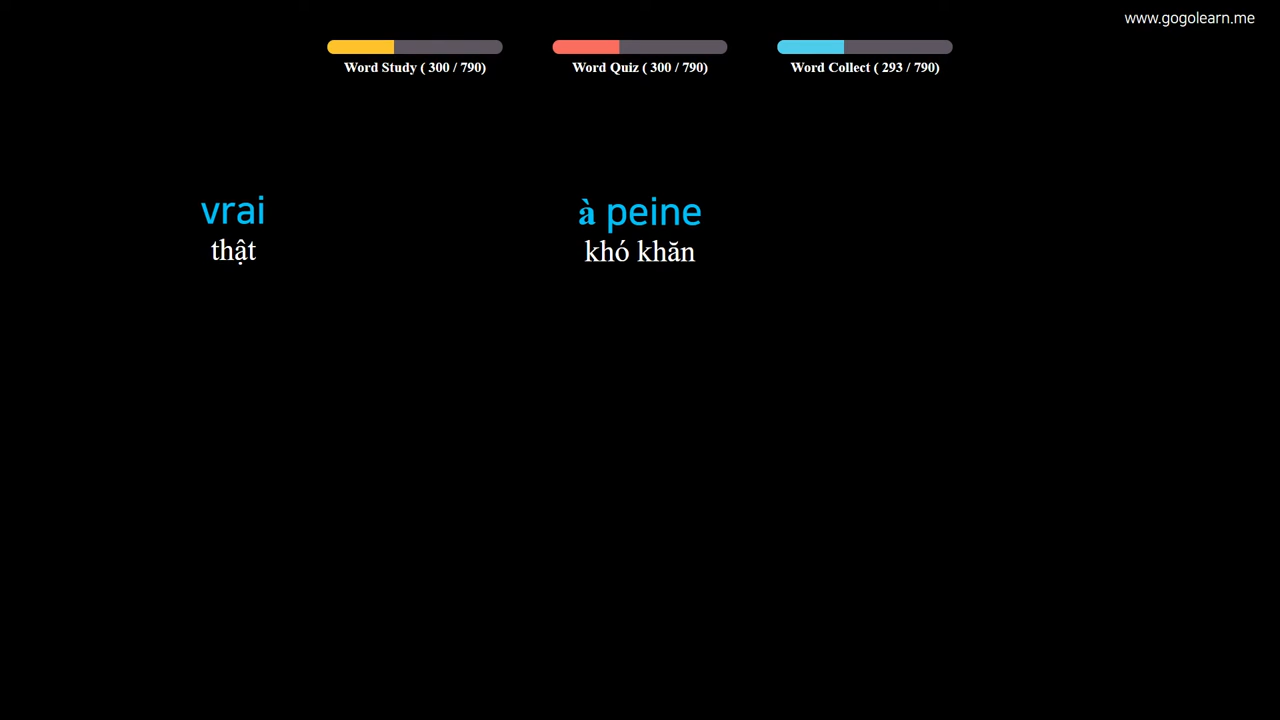 www.gogolearn.me
Word Study ( 300 / 790)
Word Quiz ( 300 / 790)
Word Collect ( 293 / 790)
vrai
thật
à peine
khó khăn